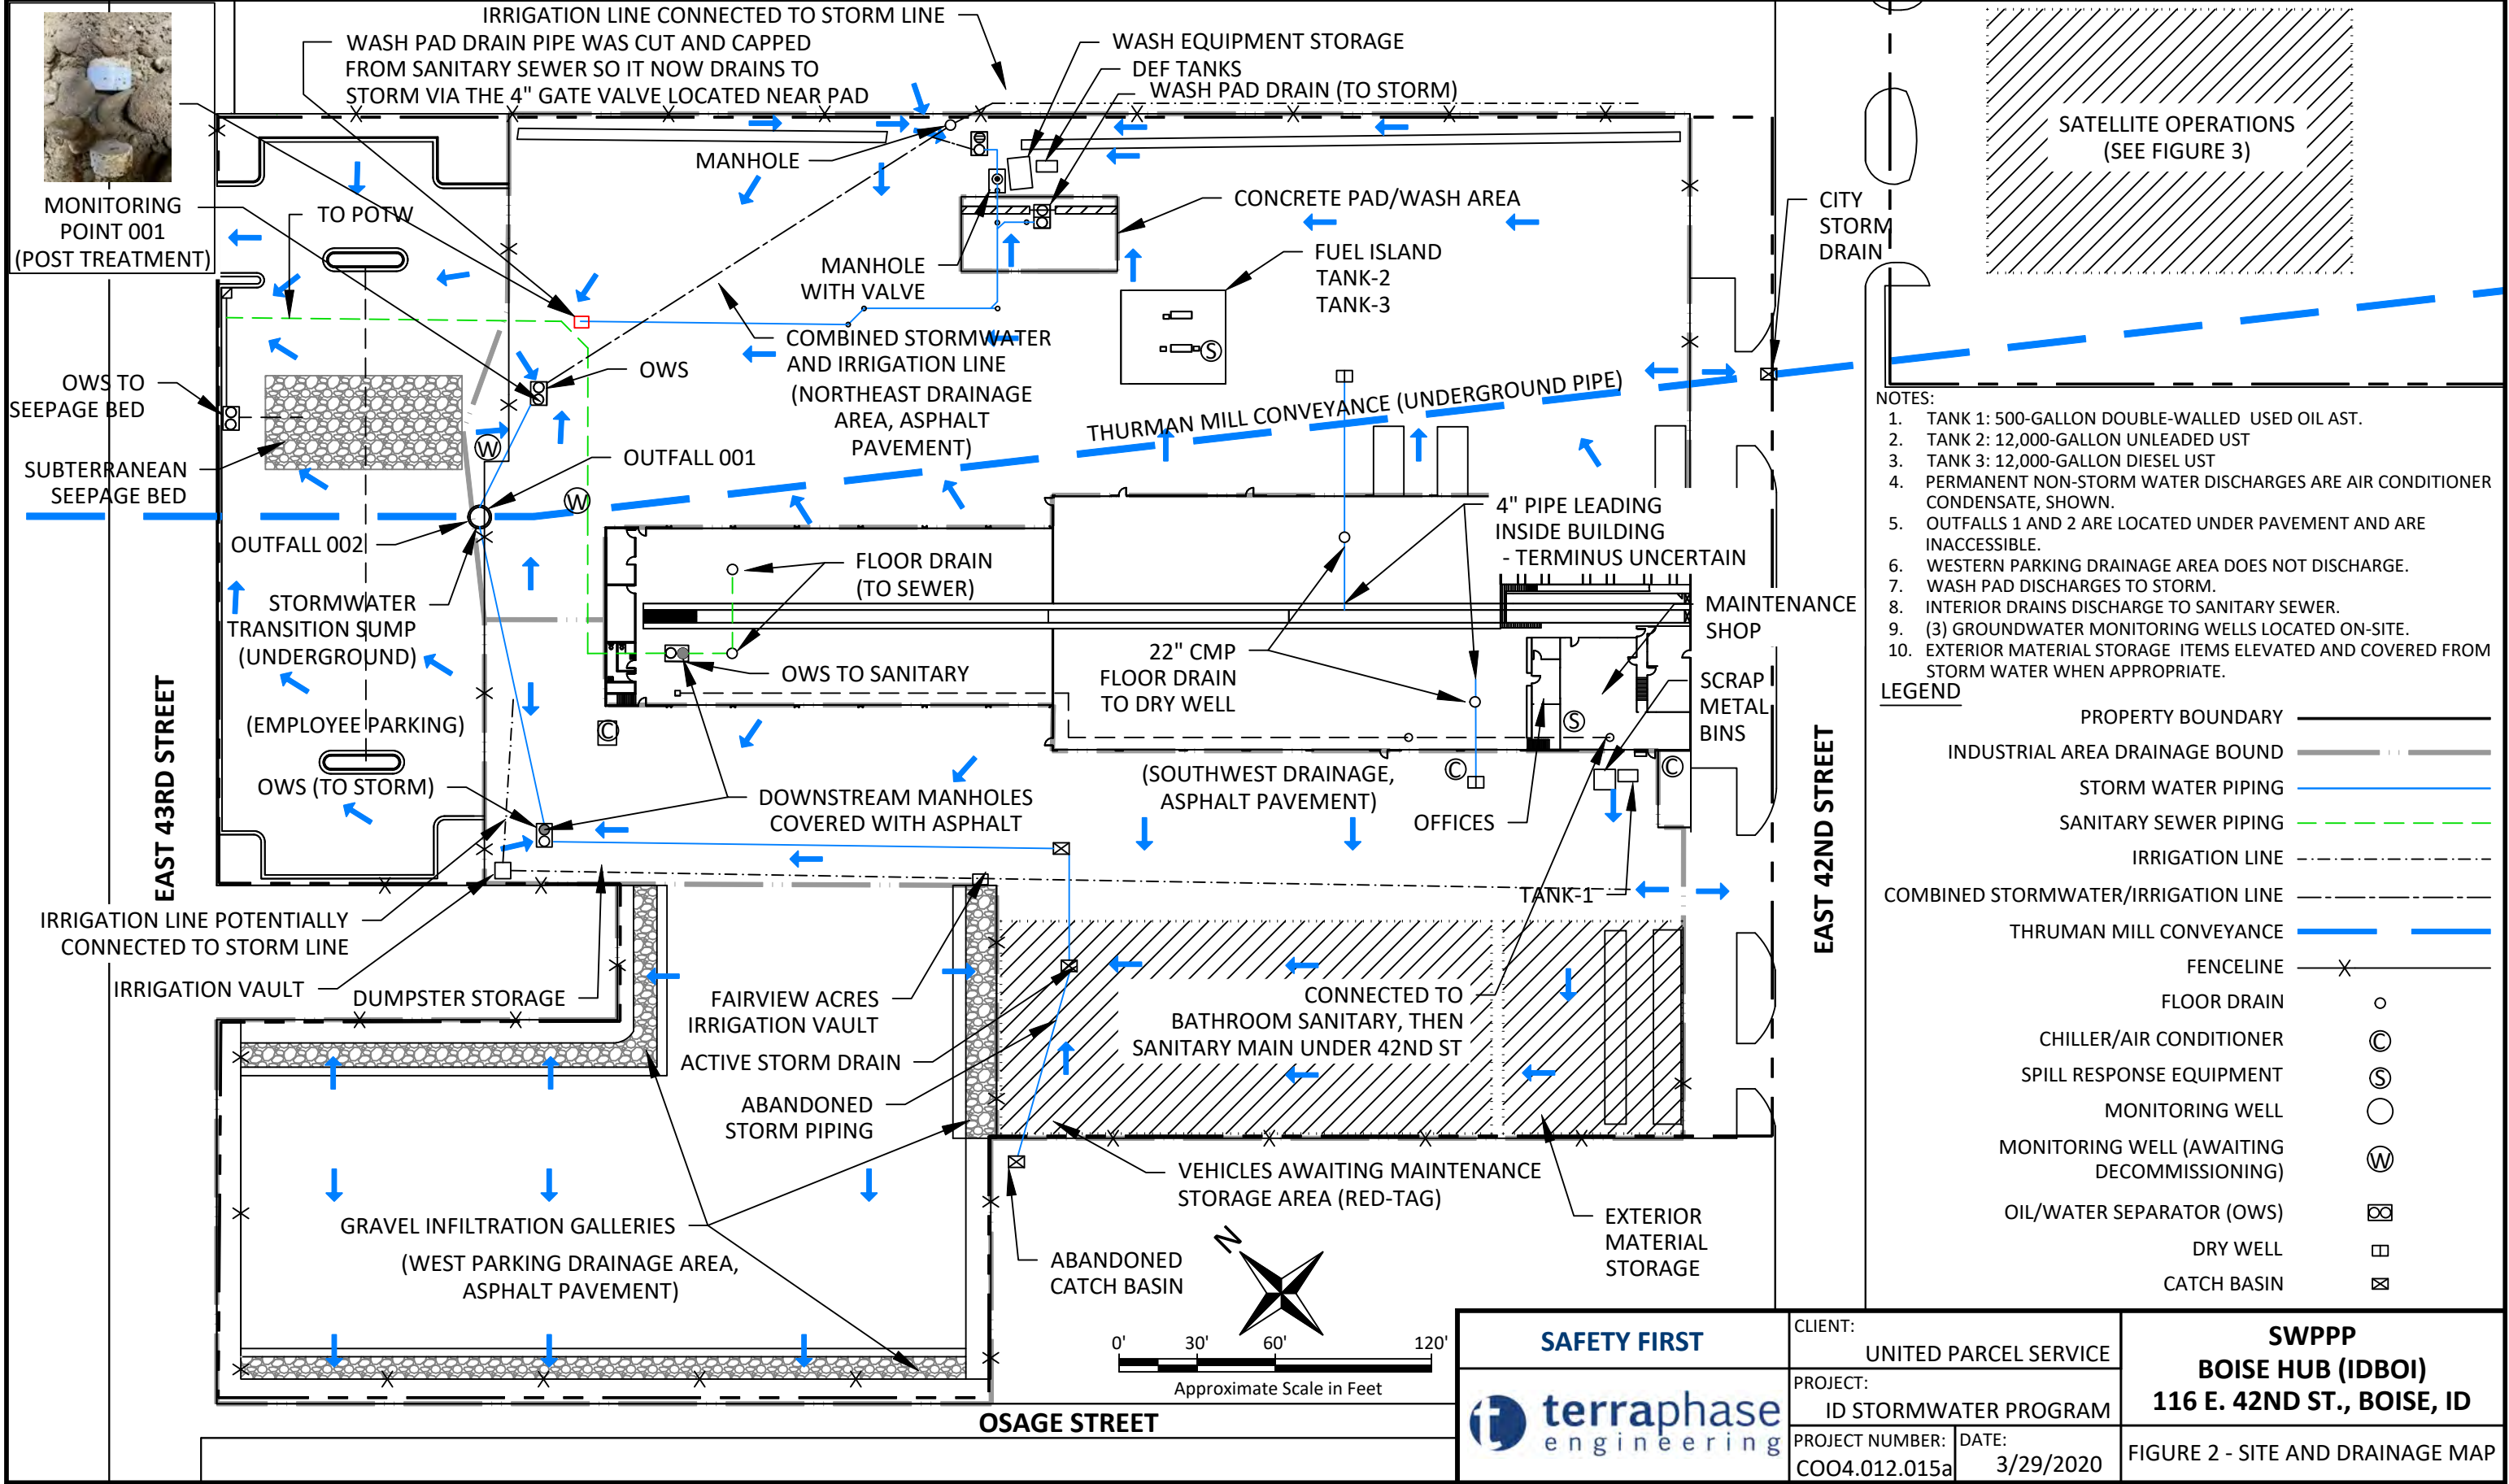 IRRIGATION LINE CONNECTED TO STORM LINE
WASH PAD DRAIN PIPE WAS CUT AND CAPPED
FROM SANITARY SEWER SO IT NOW DRAINS TO
STORM VIA THE 4" GATE VALVE LOCATED NEAR PAD
WASH EQUIPMENT STORAGE
DEF TANKS
WASH PAD DRAIN (TO STORM)
MANHOLE
MONITORING
POINT 001
(POST TREATMENT)
TO POTW
CONCRETE PAD/WASH AREA
MANHOLE
WITH VALVE
FUEL ISLAND
TANK-2
TANK-3
S
CITY
STORM
DRAIN
SATELLITE OPERATIONS
(SEE FIGURE 3)
COMBINED STORMWATER
AND IRRIGATION LINE
(NORTHEAST DRAINAGE
AREA, ASPHALT
PAVEMENT)
OWS
OWS TO
SEEPAGE BED
SUBTERRANEAN
SEEPAGE BED
W
W
OUTFALL 001
THURMAN MILL CONVEYANCE (UNDERGROUND PIPE)
OUTFALL 002
STORMWATER
TRANSITION SUMP
(UNDERGROUND)
FLOOR DRAIN
(TO SEWER)
4" PIPE LEADING
INSIDE BUILDING
- TERMINUS UNCERTAIN
MAINTENANCE
SHOP
OWS TO SANITARY
22" CMP
FLOOR DRAIN
TO DRY WELL
SCRAP
METAL
BINS
S
C
C
C
(EMPLOYEE PARKING)
EAST 43RD STREET
OWS (TO STORM)
DOWNSTREAM MANHOLES
COVERED WITH ASPHALT
(SOUTHWEST DRAINAGE,
ASPHALT PAVEMENT)
OFFICES
EAST 42ND STREET
TANK-1
IRRIGATION LINE POTENTIALLY
CONNECTED TO STORM LINE
IRRIGATION VAULT
DUMPSTER STORAGE
FAIRVIEW ACRES
IRRIGATION VAULT
ACTIVE STORM DRAIN
ABANDONED
STORM PIPING
CONNECTED TO
BATHROOM SANITARY, THEN
SANITARY MAIN UNDER 42ND ST
VEHICLES AWAITING MAINTENANCE
STORAGE AREA (RED-TAG)
EXTERIOR
MATERIAL
STORAGE
GRAVEL INFILTRATION GALLERIES
(WEST PARKING DRAINAGE AREA,
ASPHALT PAVEMENT)
ABANDONED
CATCH BASIN
N
0' 30' 60' 120'
Approximate Scale in Feet
OSAGE STREET
NOTES:
1. TANK 1: 500-GALLON DOUBLE-WALLED USED OIL AST.
2. TANK 2: 12,000-GALLON UNLEADED UST
3. TANK 3: 12,000-GALLON DIESEL UST
4. PERMANENT NON-STORM WATER DISCHARGES ARE AIR CONDITIONER
CONDENSATE, SHOWN.
5. OUTFALLS 1 AND 2 ARE LOCATED UNDER PAVEMENT AND ARE
INACCESSIBLE.
6. WESTERN PARKING DRAINAGE AREA DOES NOT DISCHARGE.
7. WASH PAD DISCHARGES TO STORM.
8. INTERIOR DRAINS DISCHARGE TO SANITARY SEWER.
9. (3) GROUNDWATER MONITORING WELLS LOCATED ON-SITE.
10. EXTERIOR MATERIAL STORAGE ITEMS ELEVATED AND COVERED FROM
STORM WATER WHEN APPROPRIATE.
LEGEND
PROPERTY BOUNDARY
INDUSTRIAL AREA DRAINAGE BOUND
STORM WATER PIPING
SANITARY SEWER PIPING
IRRIGATION LINE
COMBINED STORMWATER/IRRIGATION LINE
THRUMAN MILL CONVEYANCE
FENCELINE
FLOOR DRAIN
CHILLER/AIR CONDITIONER C
SPILL RESPONSE EQUIPMENT S
MONITORING WELL
MONITORING WELL (AWAITING
DECOMMISSIONING) W
OIL/WATER SEPARATOR (OWS)
DRY WELL
CATCH BASIN
SAFETY FIRST
terraphase
engineering
CLIENT:
UNITED PARCEL SERVICE
PROJECT:
ID STORMWATER PROGRAM
PROJECT NUMBER:
COO4.012.015a
DATE:
3/29/2020
SWPPP
BOISE HUB (IDBOI)
116 E. 42ND ST., BOISE, ID
FIGURE 2 - SITE AND DRAINAGE MAP